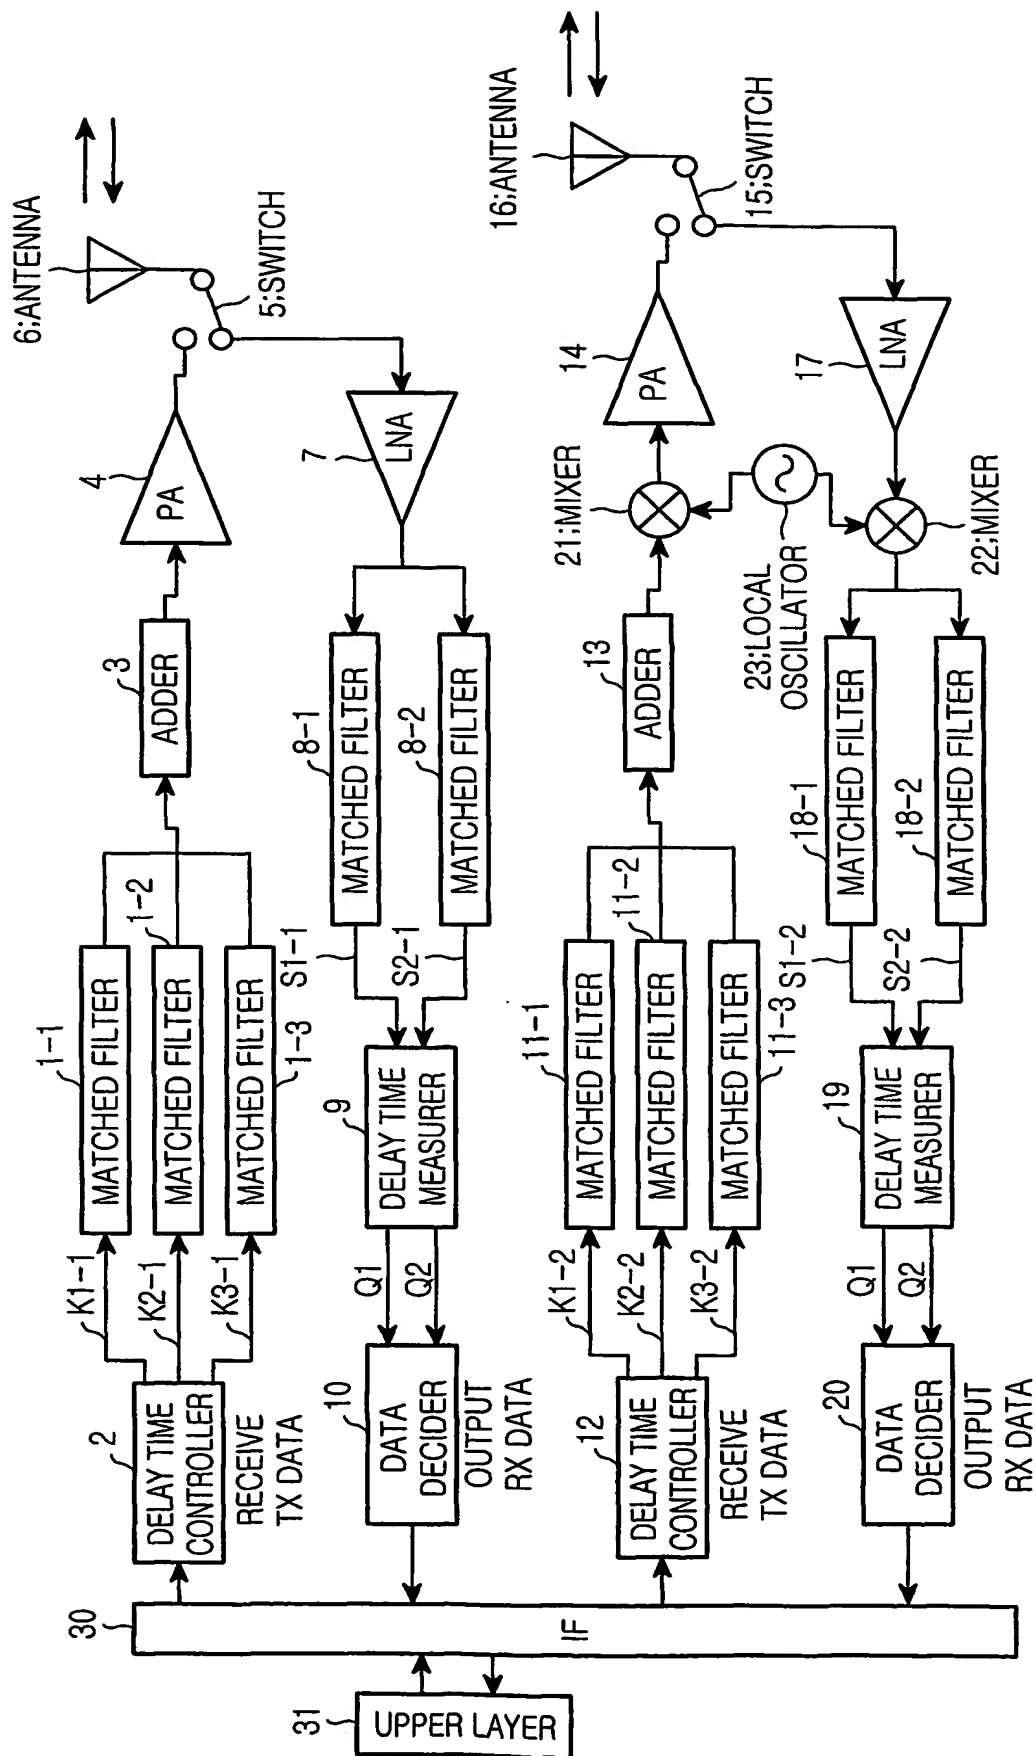 31
UPPER LAYER
30
IF
2
DELAY TIME
CONTROLLER
RECEIVE
TX DATA
K1-1
K2-1
K3-1
1-1
MATCHED FILTER
1-2
MATCHED FILTER
1-3
MATCHED FILTER
3
ADDER
4
PA
6;ANTENNA
5;SWITCH
7
LNA
8-1
MATCHED FILTER
8-2
MATCHED FILTER
S1-1
S2-1
9
DELAY TIME
MEASURER
Q1
Q2
10
DATA
DECIDER
OUTPUT
RX DATA
12
DELAY TIME
CONTROLLER
RECEIVE
TX DATA
K1-2
K2-2
K3-2
11-1
MATCHED FILTER
11-2
MATCHED FILTER
11-3
MATCHED FILTER
13
ADDER
21;MIXER
14
PA
16;ANTENNA
15;SWITCH
17
LNA
23;LOCAL
OSCILLATOR
22;MIXER
18-1
MATCHED FILTER
18-2
MATCHED FILTER
S1-2
S2-2
19
DELAY TIME
MEASURER
Q1
Q2
20
DATA
DECIDER
OUTPUT
RX DATA